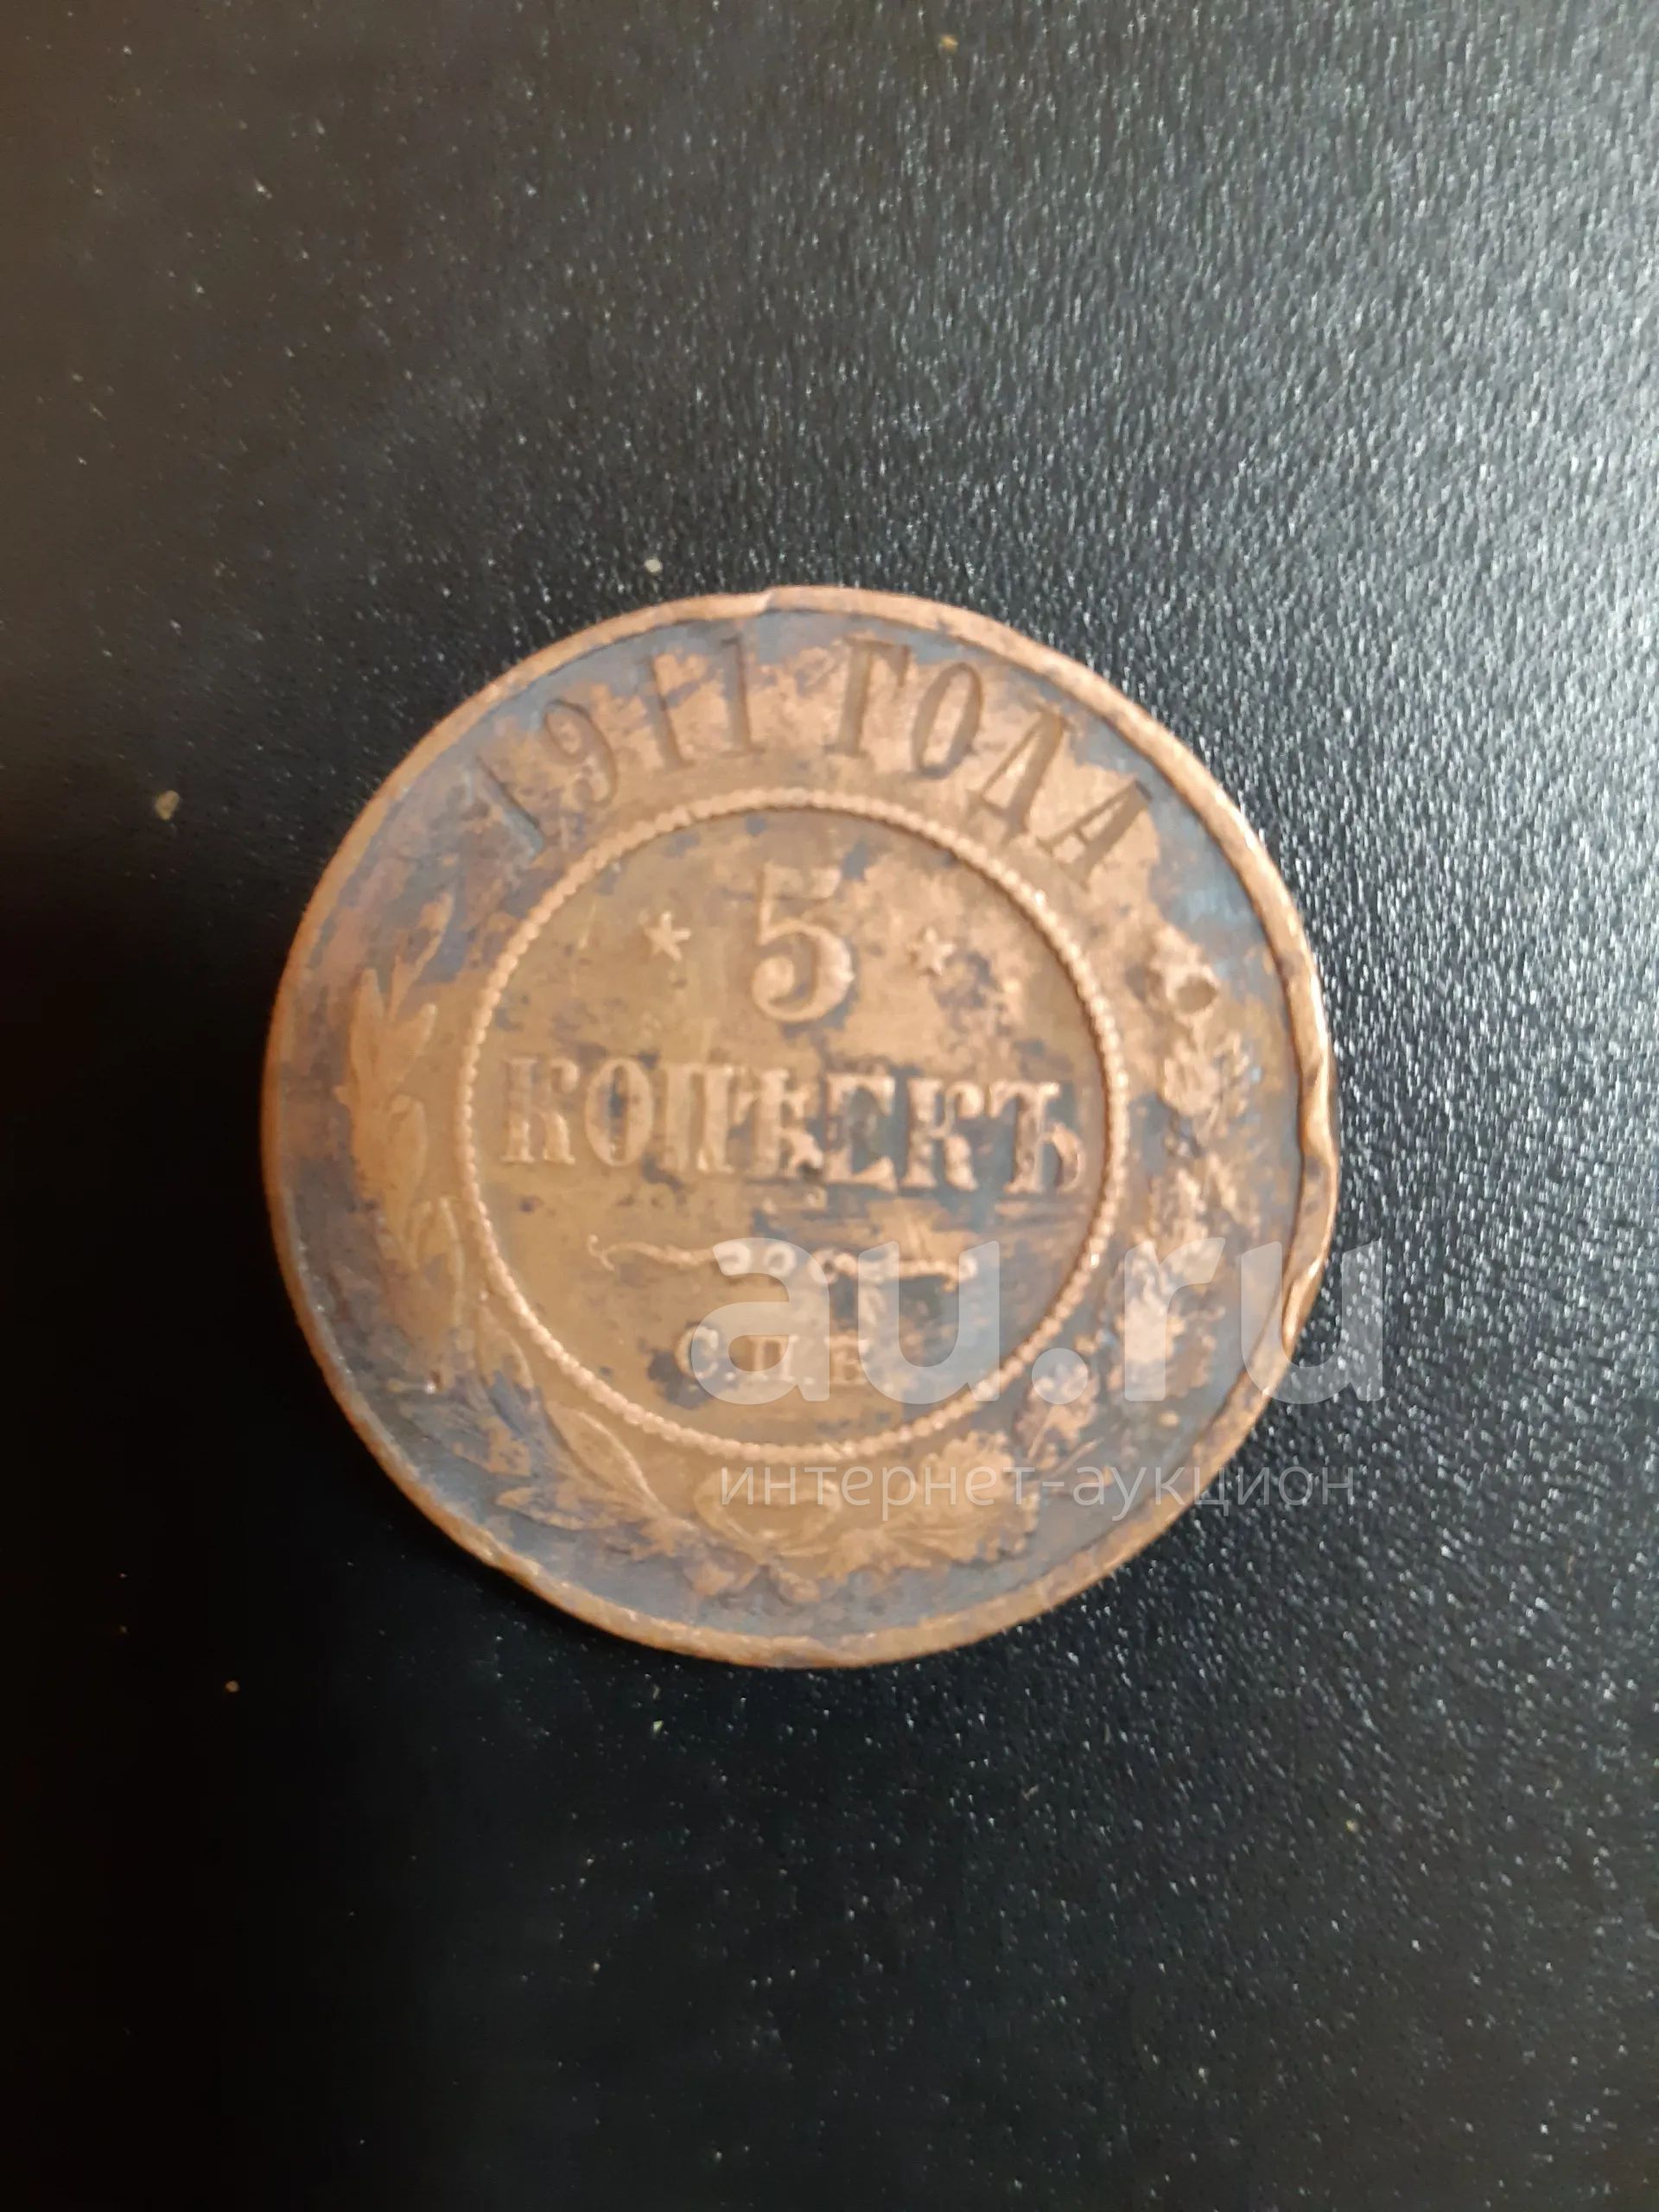 1911 ГОДА
5
КОПѢЕКЪ
С.П.Б.
au.ru
интернет-аукцион